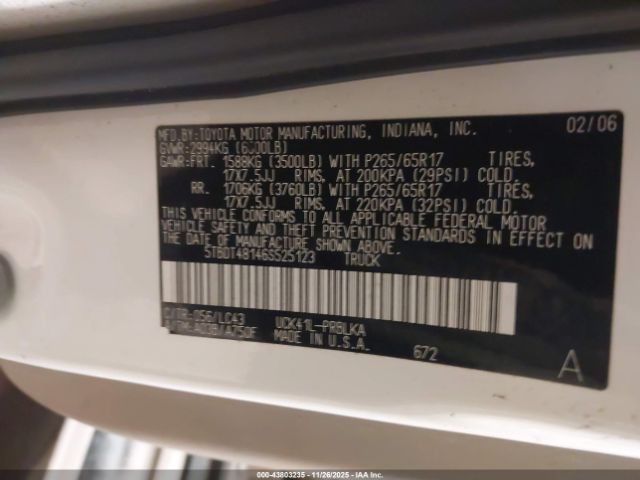 MFD.BY:TOYOTA MOTOR MANUFACTURING, INDIANA, INC. 02/06
GVWR:2994KG (6600LB)
GAWR:FRT. 1588KG (3500LB) WITH P265/65R17 TIRES,
17X7.5JJ RIMS, AT 200KPA (29PSI) COLD.
RR. 1706KG (3760LB) WITH P265/65R17 TIRES,
17X7.5JJ RIMS, AT 220KPA (32PSI) COLD.
THIS VEHICLE CONFORMS TO ALL APPLICABLE FEDERAL MOTOR
VEHICLE SAFETY AND THEFT PREVENTION STANDARDS IN EFFECT ON
THE DATE OF MANUFACTURE SHOWN ABOVE.
5TBDT48146S525123 TRUCK
C/TR:056/LC43 UCK41L-PRBLKA
MADE IN U.S.A.
672 A
000-43803235 - 11/26/2025 - IAA Inc.